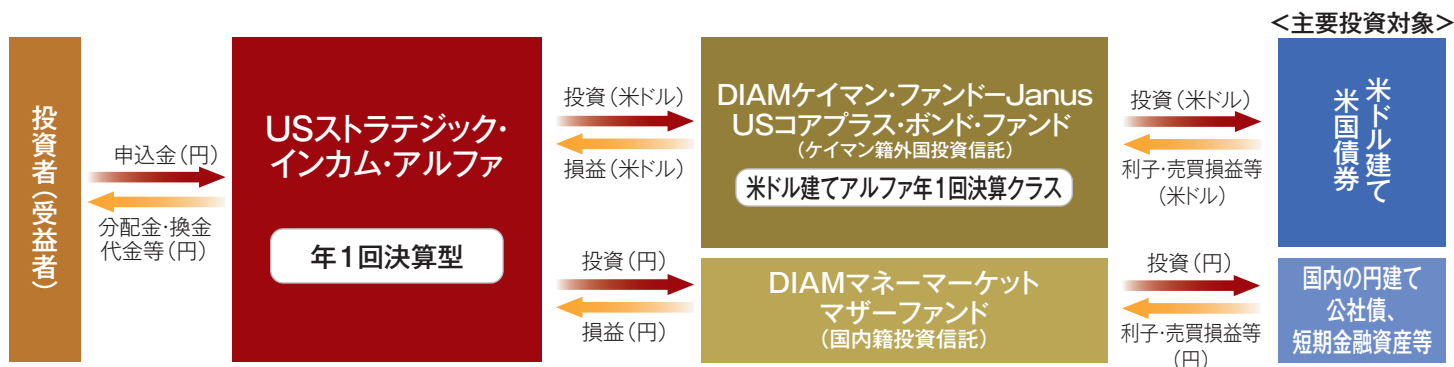 <主要投資対象>
投資者(受益者)
申込金(円)
分配金・換金
代金等(円)
USストラテジック・
インカム・アルファ
年1回決算型
投資(米ドル)
損益(米ドル)
投資(円)
損益(円)
DIAMケイマン・ファンドーJanus
USコアプラス・ボンド・ファンド
(ケイマン籍外国投資信託)
米ドル建てアルファ年1回決算クラス
DIAMマネーマーケット
マザーファンド
(国内籍投資信託)
投資(米ドル)
利子・売買損益等
(米ドル)
投資(円)
利子・売買損益等
(円)
米ドル建て
米国債券
国内の円建て
公社債、
短期金融資産等